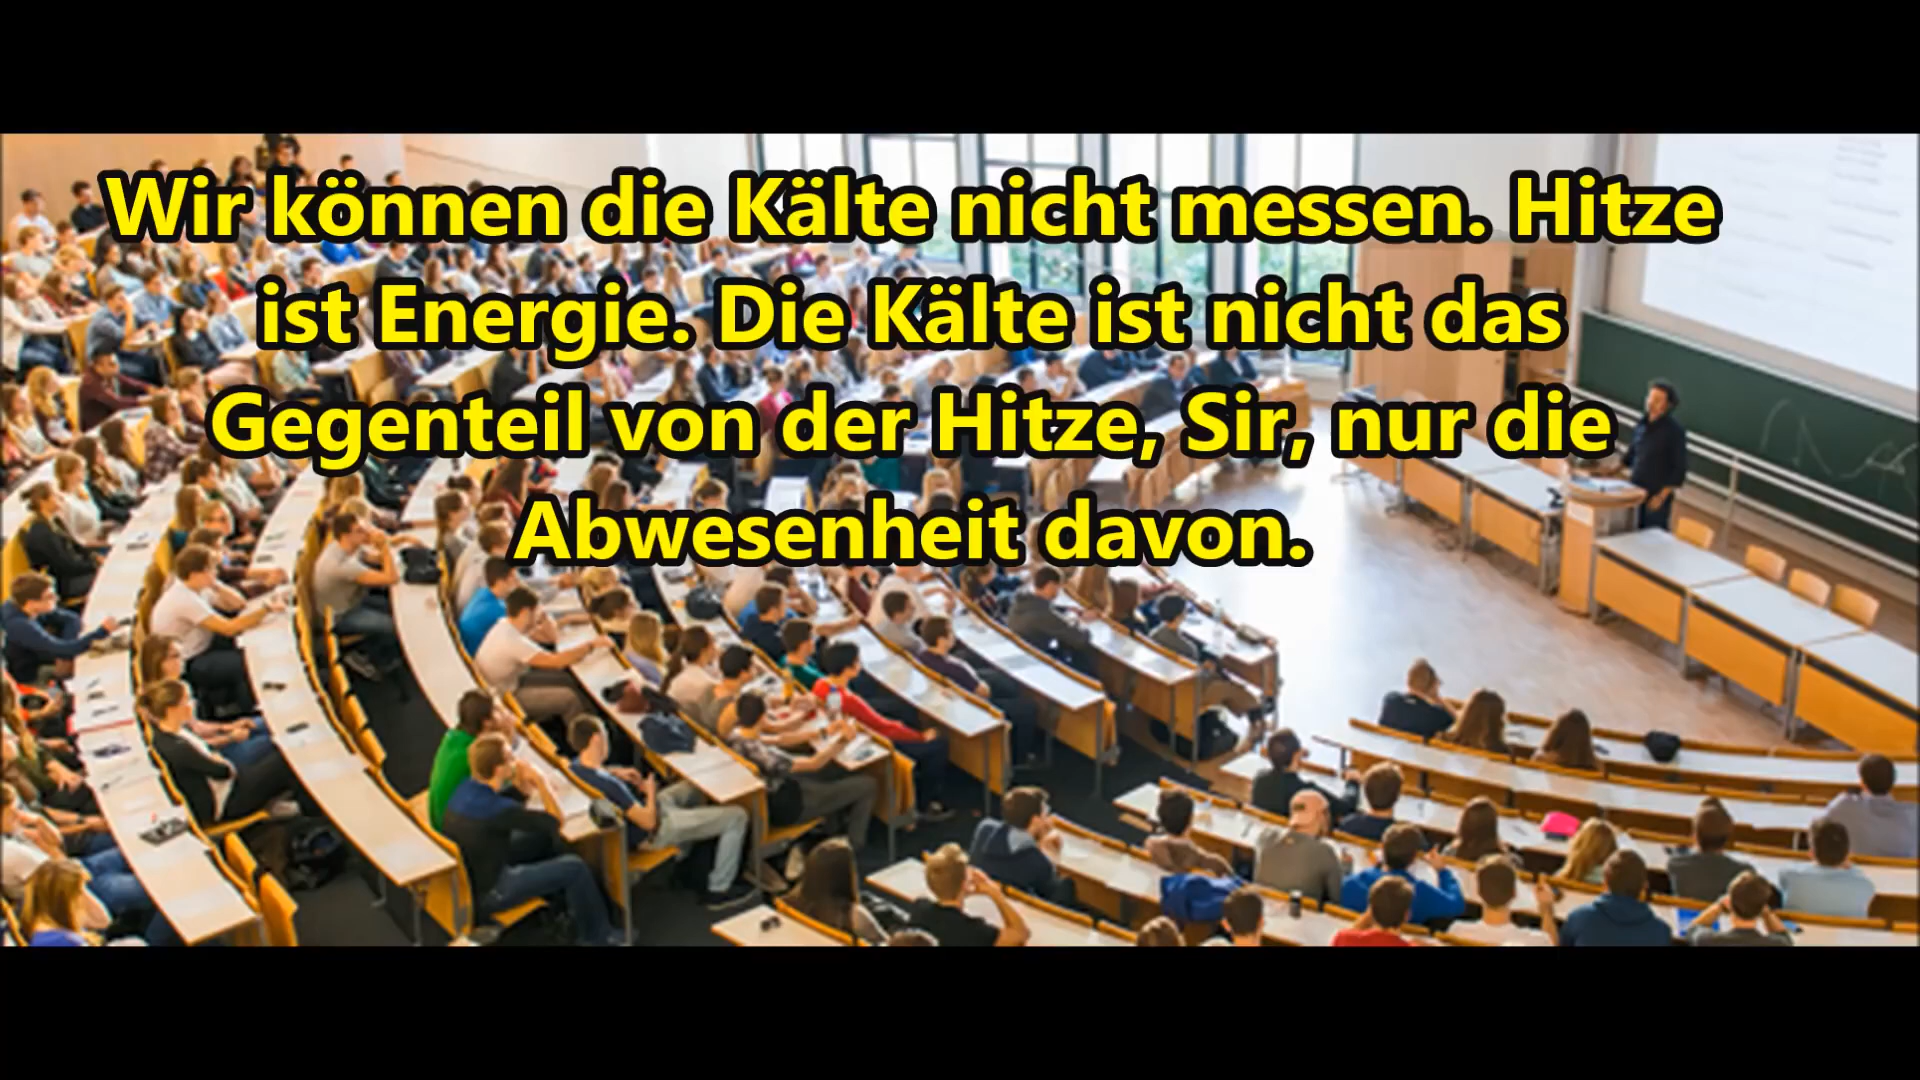 Wir können die Kälte nicht messen. Hitze
ist Energie. Die Kälte ist nicht das
Gegenteil von der Hitze, Sir, nur die
Abwesenheit davon.